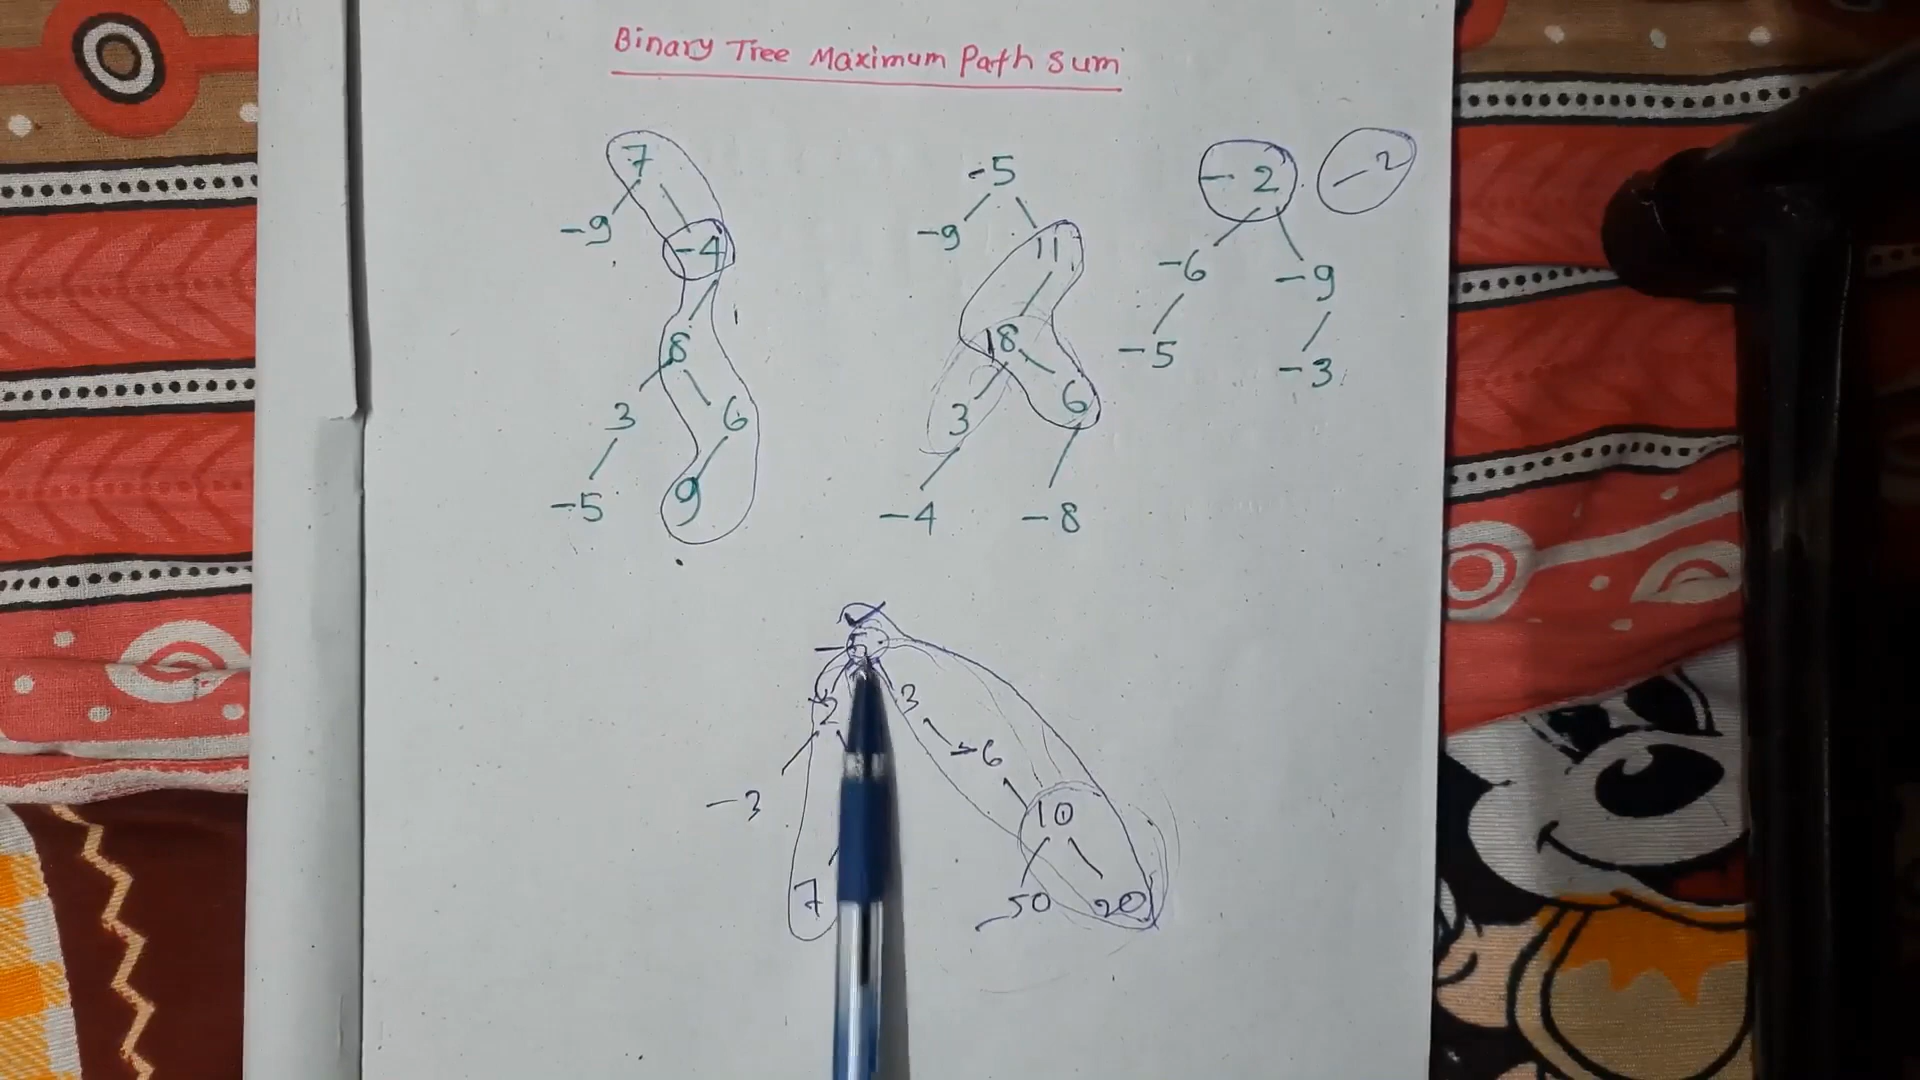 Binary Tree Maximum Path Sum
7 -5 -2 -2
-9 -4 -9 11 -6 -9
8 18 -5 -3
3 6 3 6
-5 9 -4 -8
2 3
-6
-3 10
7 -50 20